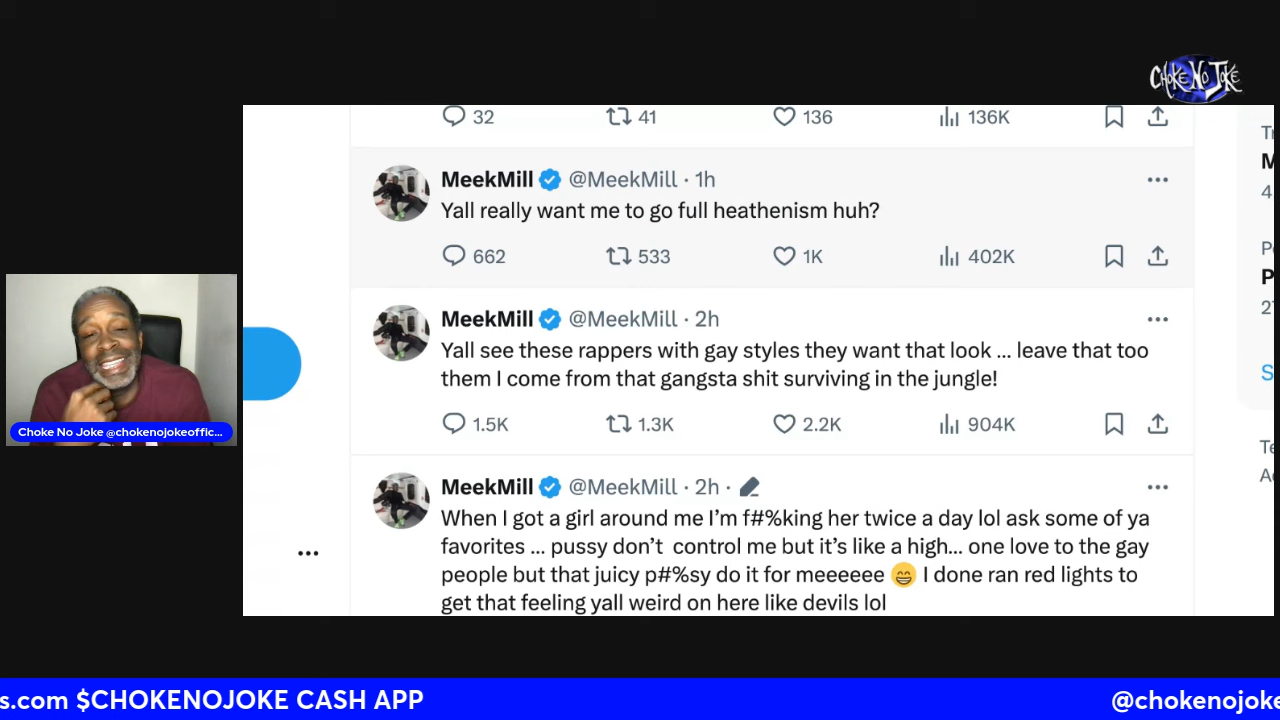 CHOKE NO JOKE
32 41 136 136K
Tr
MeekMill @MeekMill · 1h
M
4
Yall really want me to go full heathenism huh?
662 533 1K 402K
P
MeekMill @MeekMill · 2h
27
Yall see these rappers with gay styles they want that look ... leave that too
them I come from that gangsta shit surviving in the jungle!
S
1.5K 1.3K 2.2K 904K
Choke No Joke @chokenojokeoffic...
Te
Ac
MeekMill @MeekMill · 2h ·
When I got a girl around me I'm f#%king her twice a day lol ask some of ya
favorites ... pussy don't control me but it's like a high... one love to the gay
people but that juicy p#%sy do it for meeeeee 😄 I done ran red lights to
get that feeling yall weird on here like devils lol
s.com $CHOKENOJOKE CASH APP
@chokenojoke